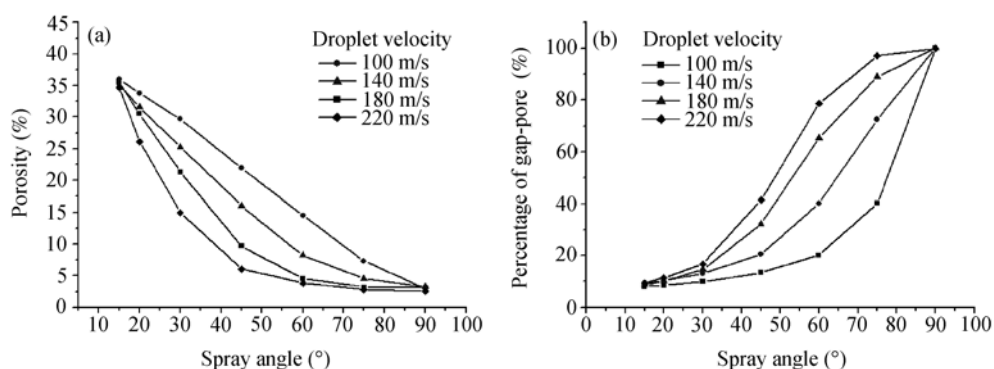 (a)
Droplet velocity
100 m/s
140 m/s
180 m/s
220 m/s
Porosity (%)
45
40
35
30
25
20
15
10
5
0
10 20 30 40 50 60 70 80 90 100
Spray angle (°)
(b)
Droplet velocity
100 m/s
140 m/s
180 m/s
220 m/s
Percentage of gap-pore (%)
100
80
60
40
20
0
0 10 20 30 40 50 60 70 80 90 100
Spray angle (°)